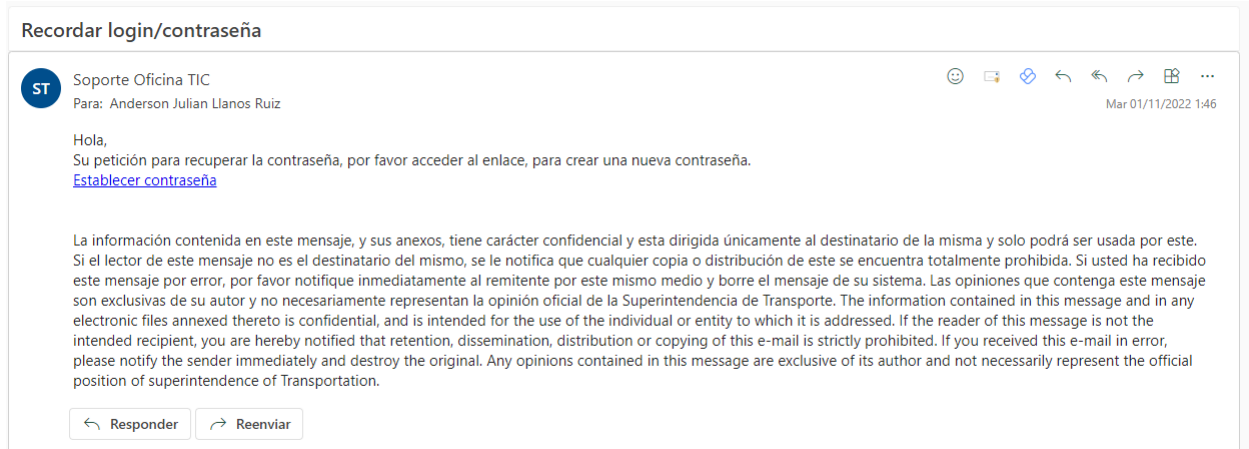 Recordar login/contraseña
ST
Soporte Oficina TIC
Para: Anderson Julian Llanos Ruiz
Mar 01/11/2022 1:46
Hola,
Su petición para recuperar la contraseña, por favor acceder al enlace, para crear una nueva contraseña.
Establecer contraseña
La información contenida en este mensaje, y sus anexos, tiene carácter confidencial y esta dirigida únicamente al destinatario de la misma y solo podrá ser usada por este.
Si el lector de este mensaje no es el destinatario del mismo, se le notifica que cualquier copia o distribución de este se encuentra totalmente prohibida. Si usted ha recibido
este mensaje por error, por favor notifique inmediatamente al remitente por este mismo medio y borre el mensaje de su sistema. Las opiniones que contenga este mensaje
son exclusivas de su autor y no necesariamente representan la opinión oficial de la Superintendencia de Transporte. The information contained in this message and in any
electronic files annexed thereto is confidential, and is intended for the use of the individual or entity to which it is addressed. If the reader of this message is not the
intended recipient, you are hereby notified that retention, dissemination, distribution or copying of this e-mail is strictly prohibited. If you received this e-mail in error,
please notify the sender immediately and destroy the original. Any opinions contained in this message are exclusive of its author and not necessarily represent the official
position of superintendence of Transportation.
Responder
Reenviar